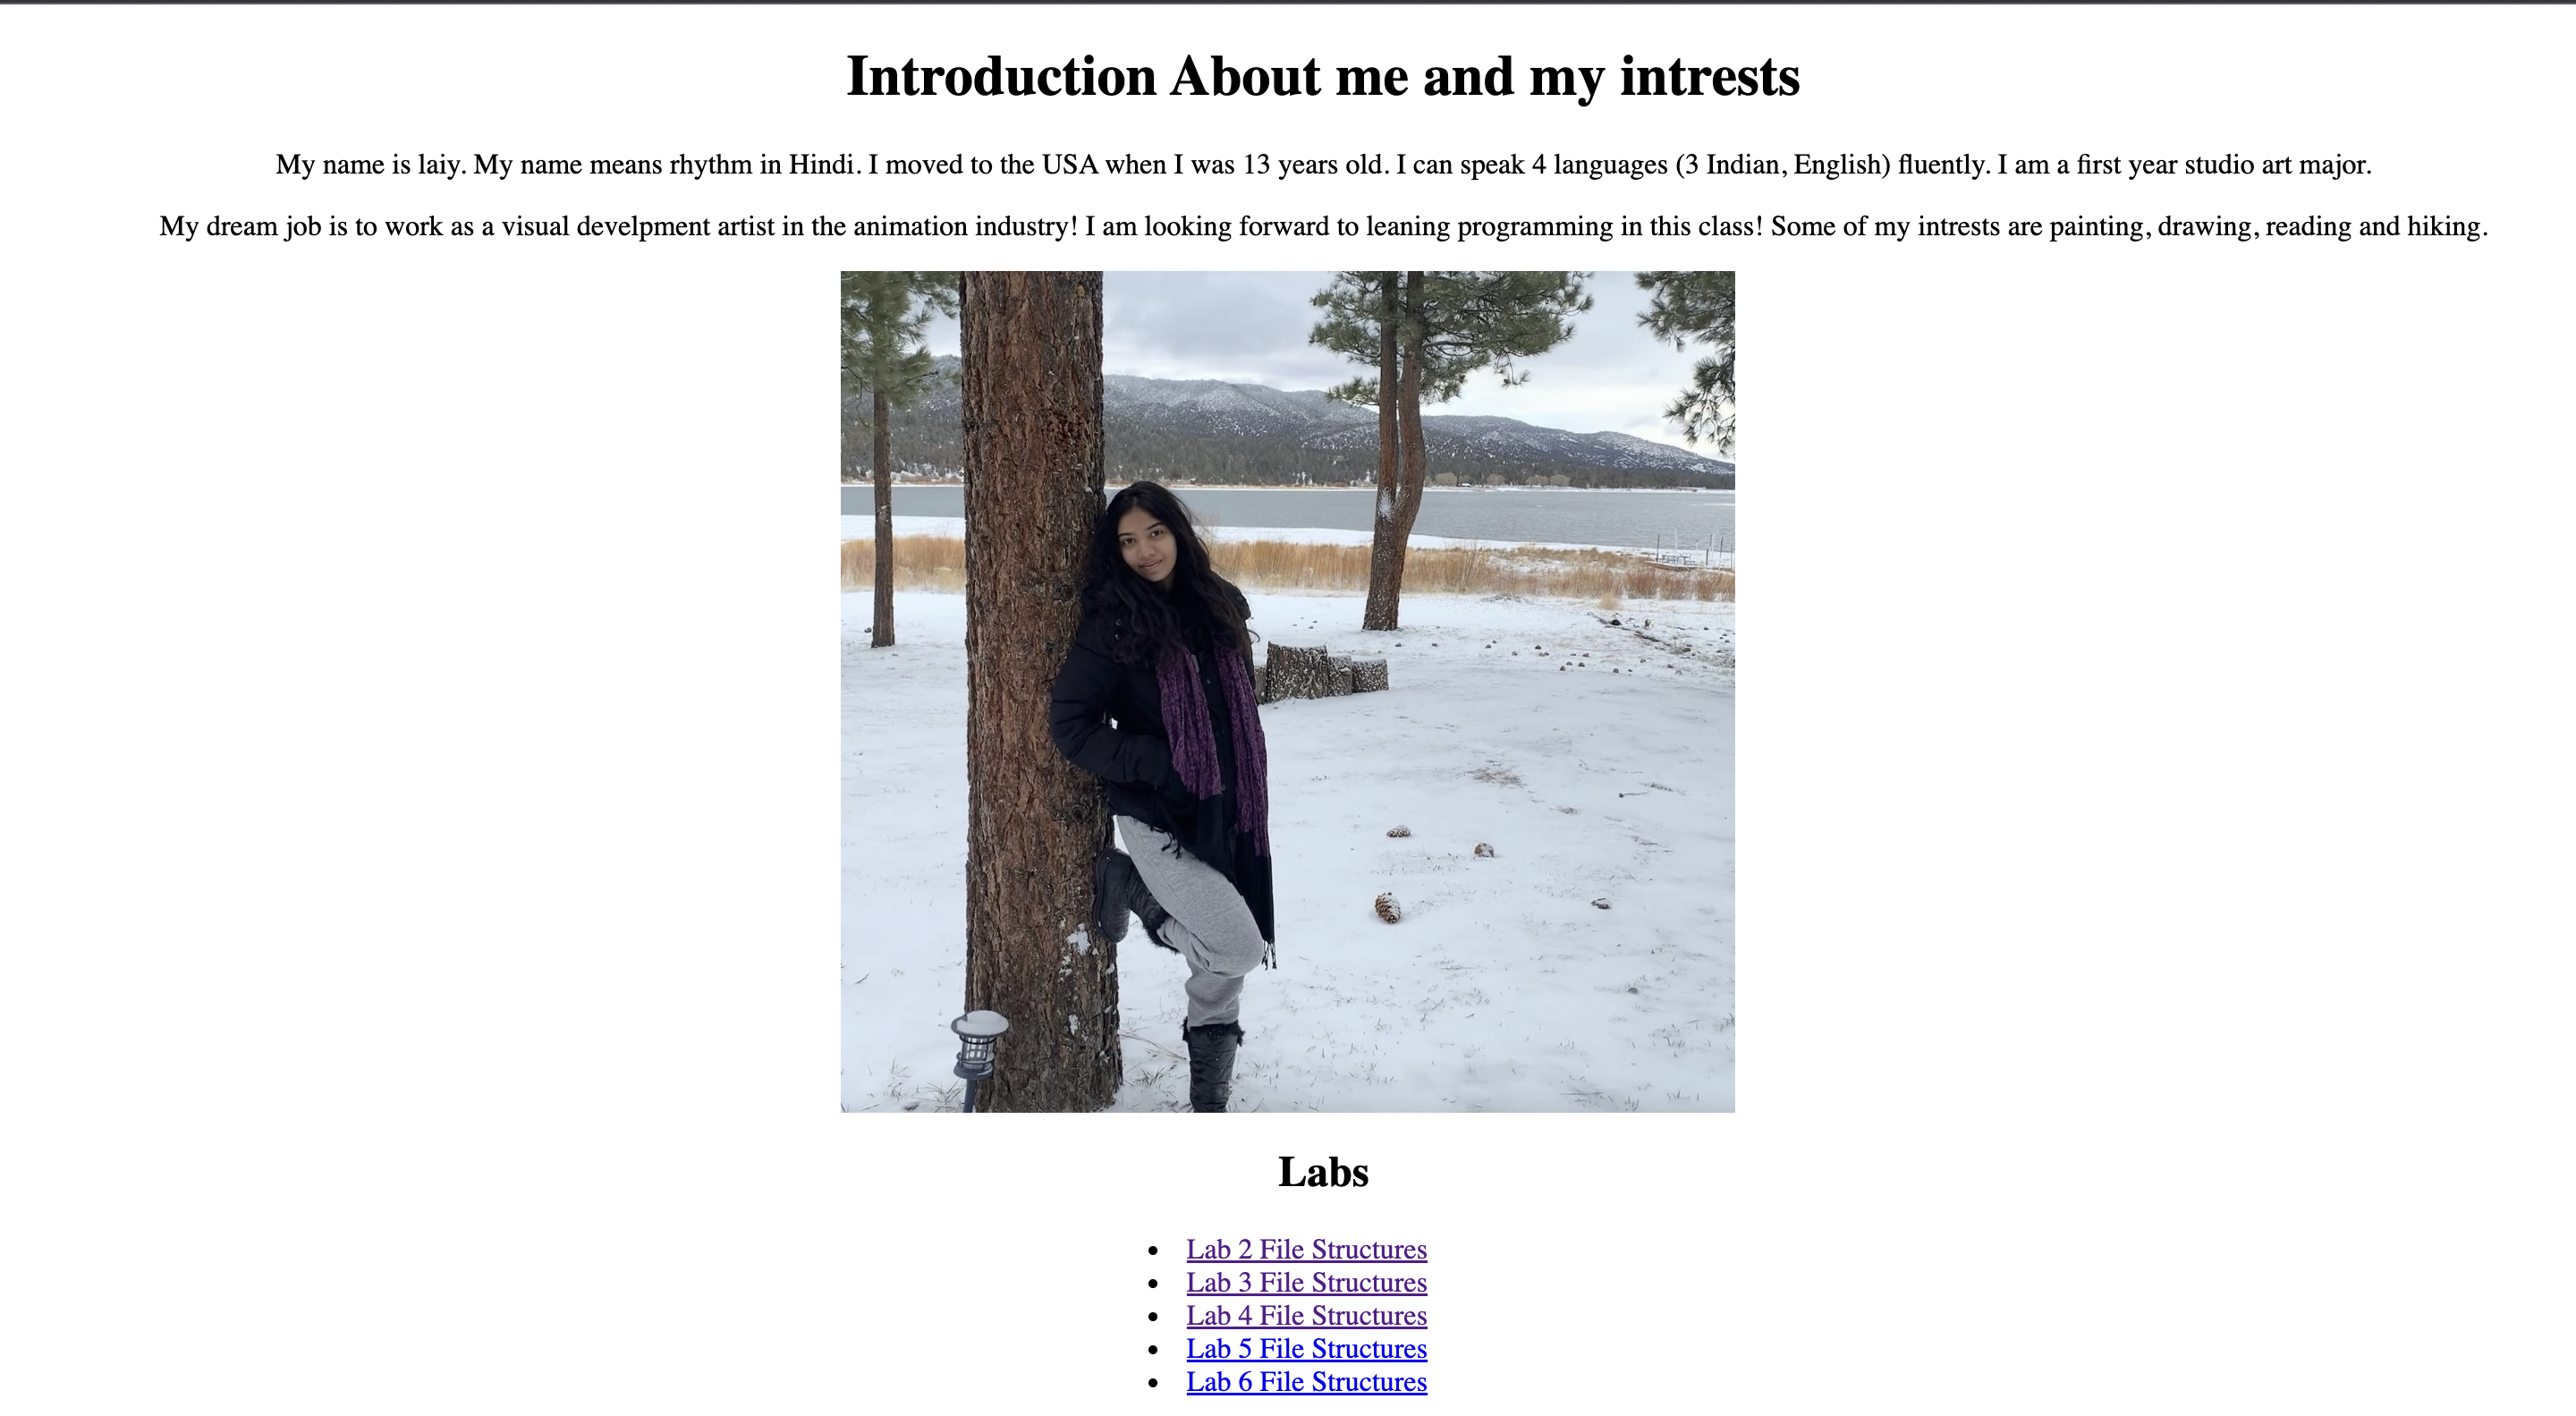 Introduction About me and my intrests
My name is laiy. My name means rhythm in Hindi. I moved to the USA when I was 13 years old. I can speak 4 languages (3 Indian, English) fluently. I am a first year studio art major.
My dream job is to work as a visual develpment artist in the animation industry! I am looking forward to leaning programming in this class! Some of my intrests are painting, drawing, reading and hiking.
Labs
Lab 2 File Structures
Lab 3 File Structures
Lab 4 File Structures
Lab 5 File Structures
Lab 6 File Structures